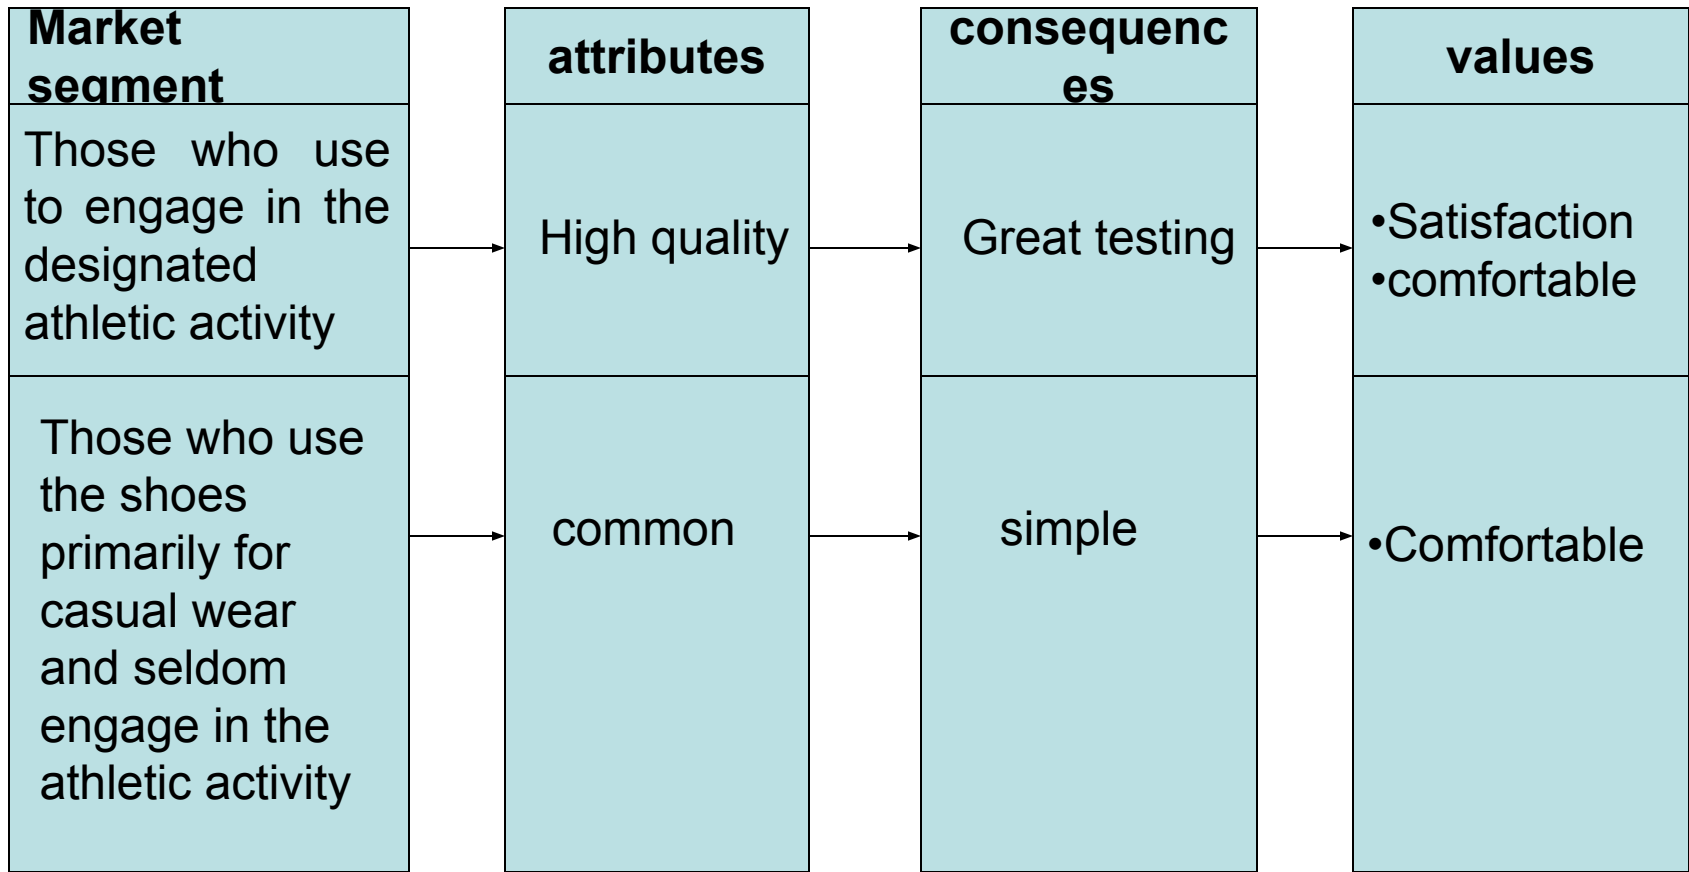 Market
segment
attributes
consequenc
es
values
Those who use
to engage in the
designated
athletic activity
High quality
Great testing
•Satisfaction
•comfortable
Those who use
the shoes
primarily for
casual wear
and seldom
engage in the
athletic activity
common
simple
•Comfortable